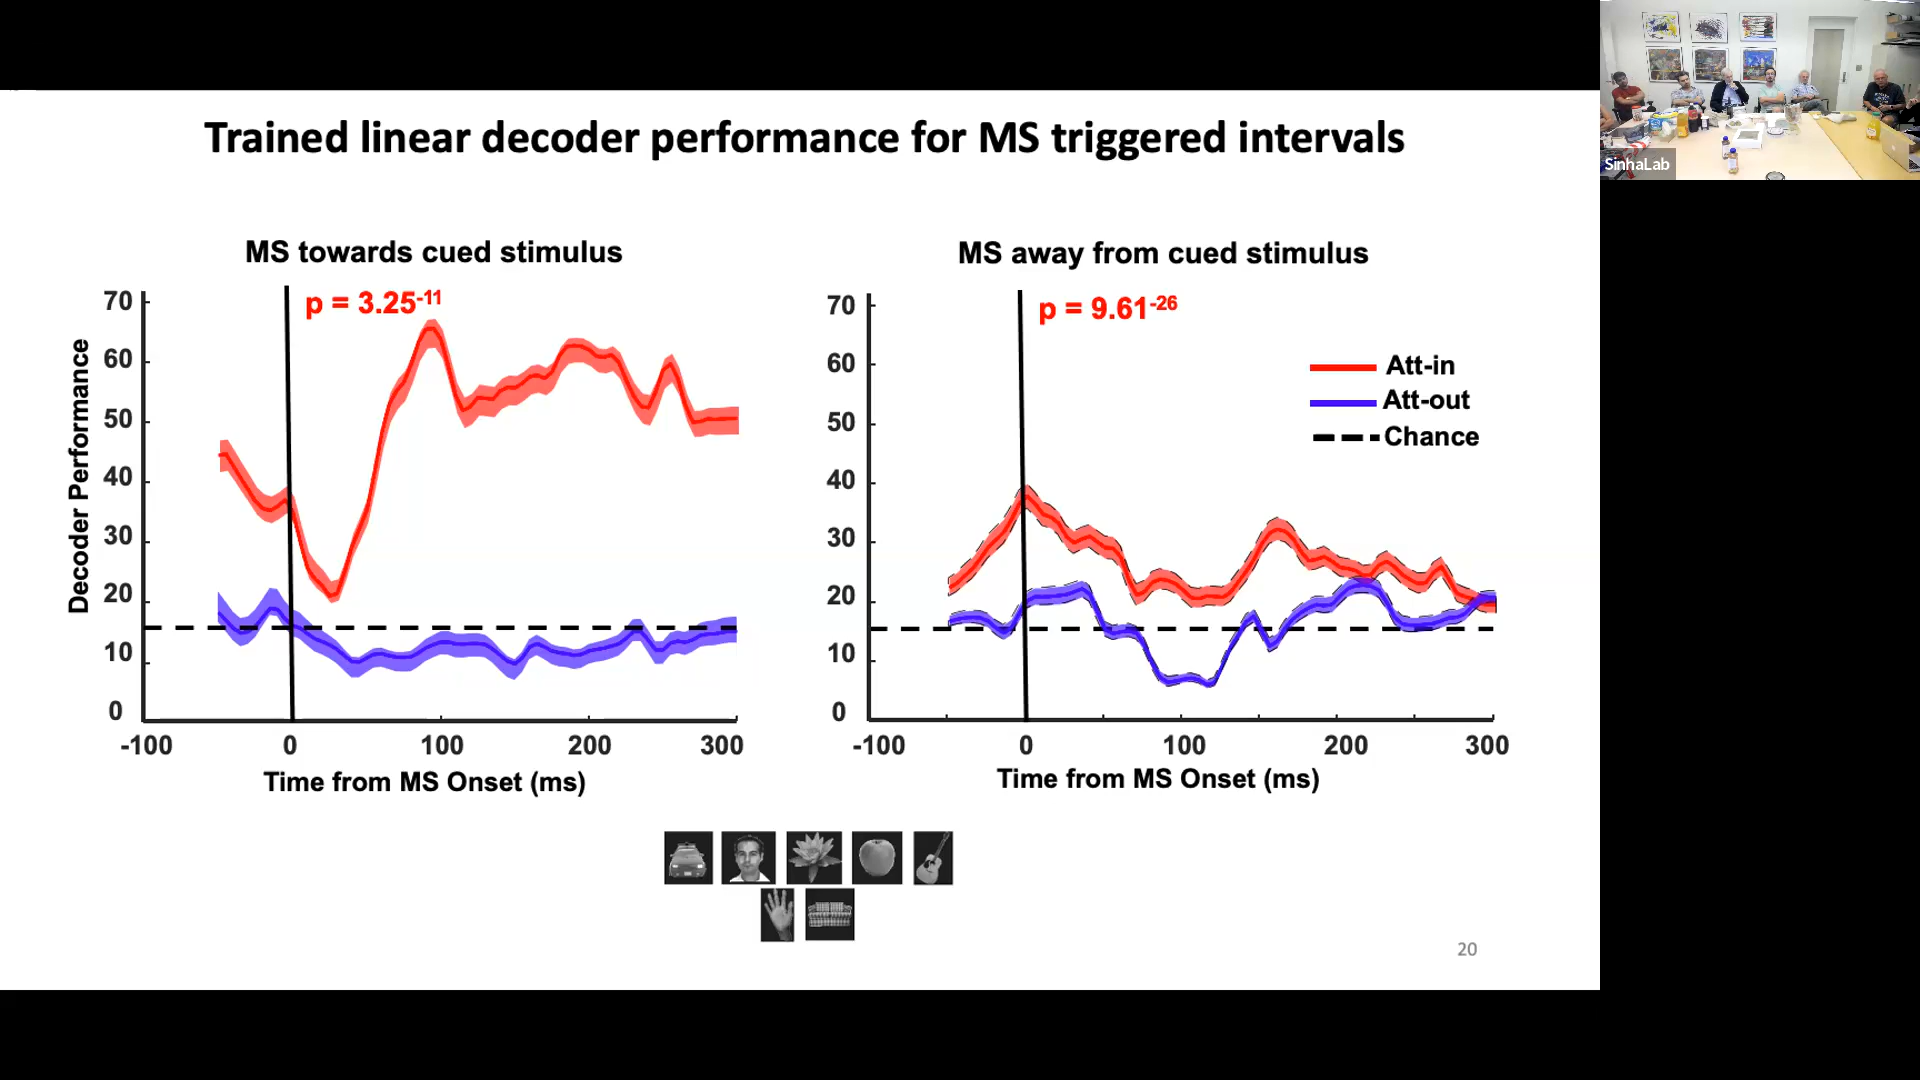 Trained linear decoder performance for MS triggered intervals
SinhaLab
MS towards cued stimulus
p = 3.25-11
70
60
50
40
30
20
10
0
Decoder Performance
-100 0 100 200 300
Time from MS Onset (ms)
MS away from cued stimulus
p = 9.61-26
70
60
50
40
30
20
10
0
Att-in
Att-out
Chance
-100 0 100 200 300
Time from MS Onset (ms)
20